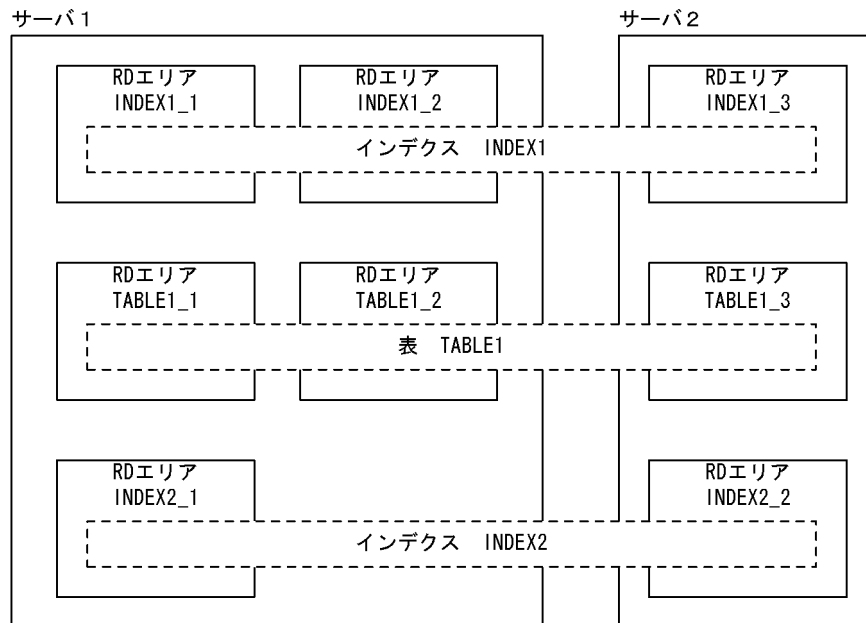 サーバ１ サーバ２
RDエリア RDエリア RDエリア
INDEX1_1 INDEX1_2 INDEX1_3
インデクス INDEX1
RDエリア RDエリア RDエリア
TABLE1_1 TABLE1_2 TABLE1_3
表 TABLE1
RDエリア RDエリア
INDEX2_1 INDEX2_2
インデクス INDEX2